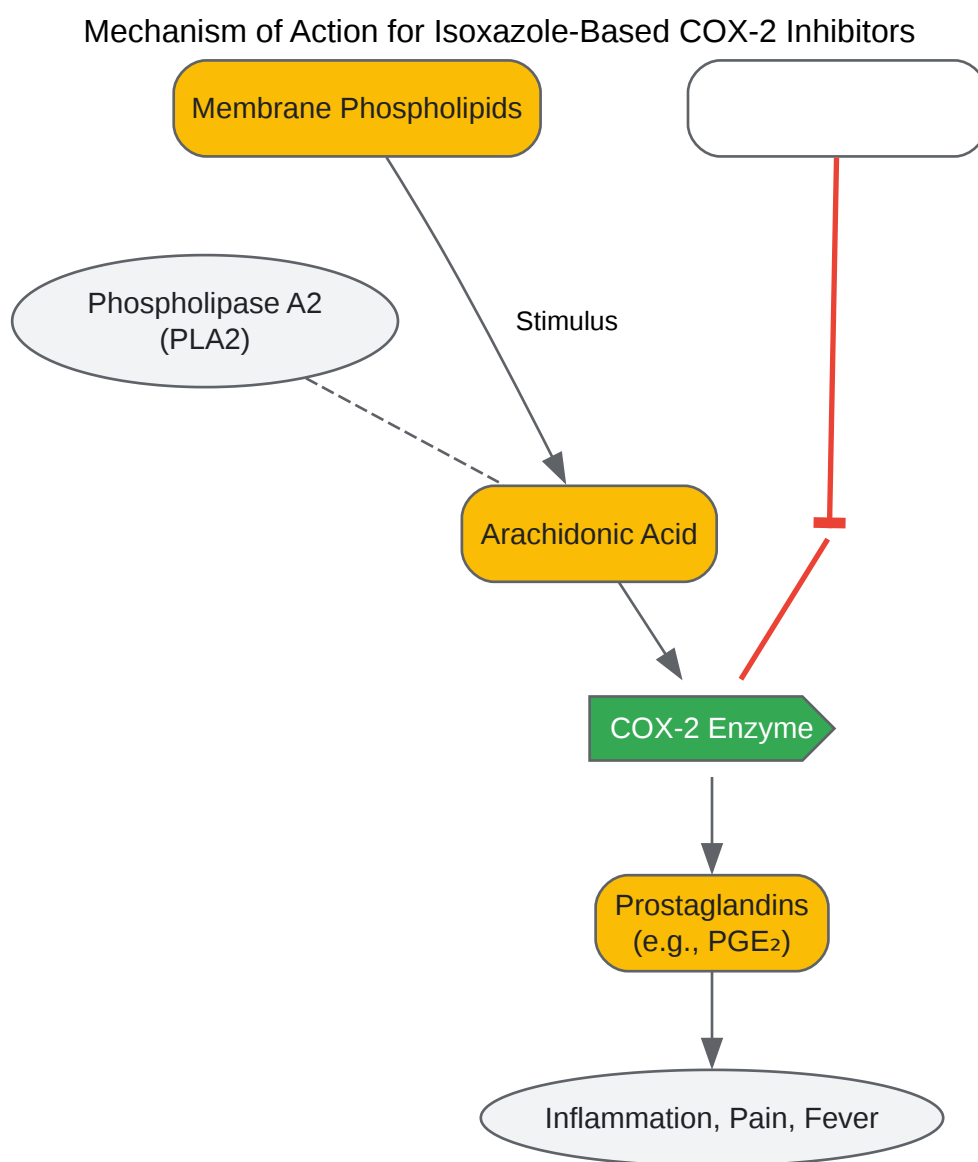 Mechanism of Action for Isoxazole-Based COX-2 Inhibitors
Membrane Phospholipids
Phospholipase A2
(PLA2)
Stimulus
Arachidonic Acid
COX-2 Enzyme
Prostaglandins
(e.g., PGE₂)
Inflammation, Pain, Fever